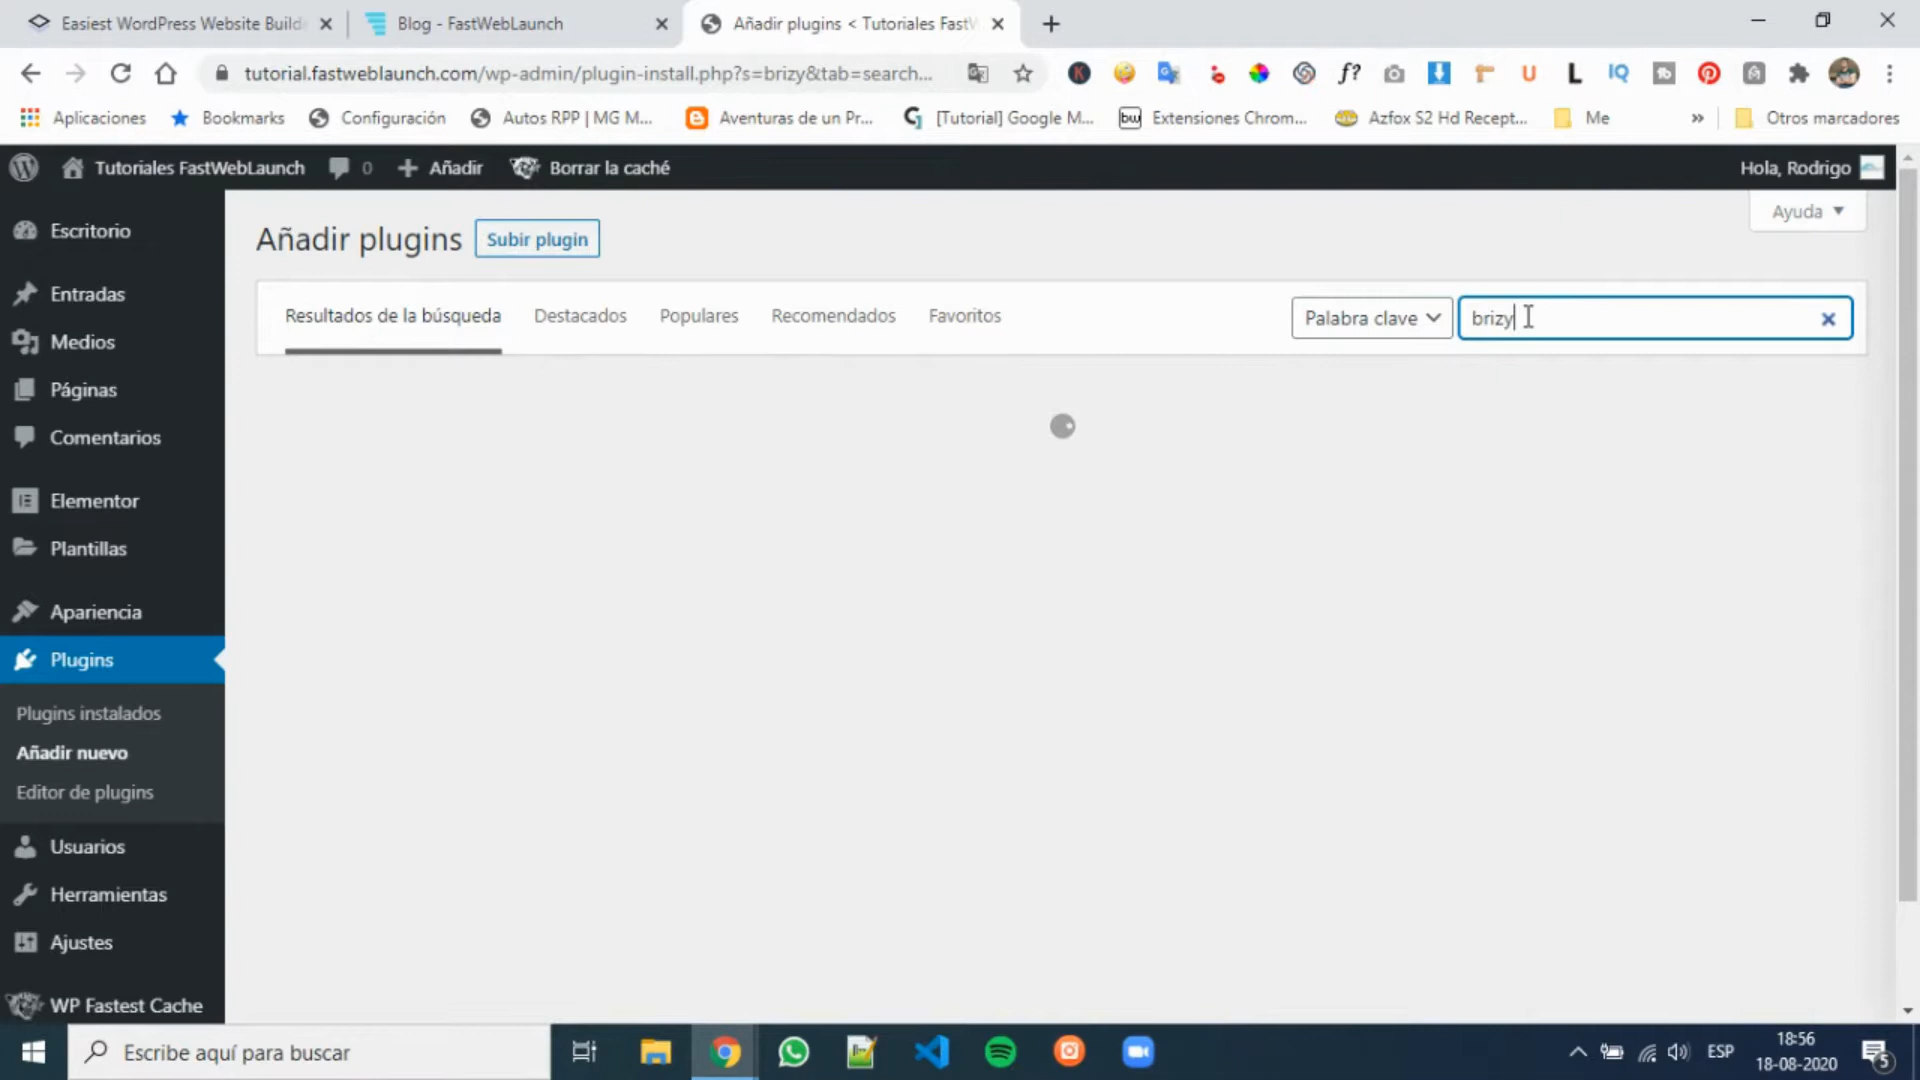 Easiest WordPress Website Build
Blog - FastWebLaunch
Añadir plugins < Tutoriales Fast
tutorial.fastweblaunch.com/wp-admin/plugin-install.php?s=brizy&tab=search...
Aplicaciones
Bookmarks
Configuración
Autos RPP | MG M...
Aventuras de un Pr...
[Tutorial] Google M...
bw
Extensiones Chrom...
Azfox S2 Hd Recept...
Me
»
Otros marcadores
Tutoriales FastWebLaunch
0
Añadir
Borrar la caché
Hola, Rodrigo
Ayuda
Escritorio
Entradas
Medios
Páginas
Comentarios
Elementor
Plantillas
Apariencia
Plugins
Plugins instalados
Añadir nuevo
Editor de plugins
Usuarios
Herramientas
Ajustes
WP Fastest Cache
Añadir plugins
Subir plugin
Resultados de la búsqueda
Destacados
Populares
Recomendados
Favoritos
Palabra clave
brizy
Escribe aquí para buscar
ESP
18:56
18-08-2020
5